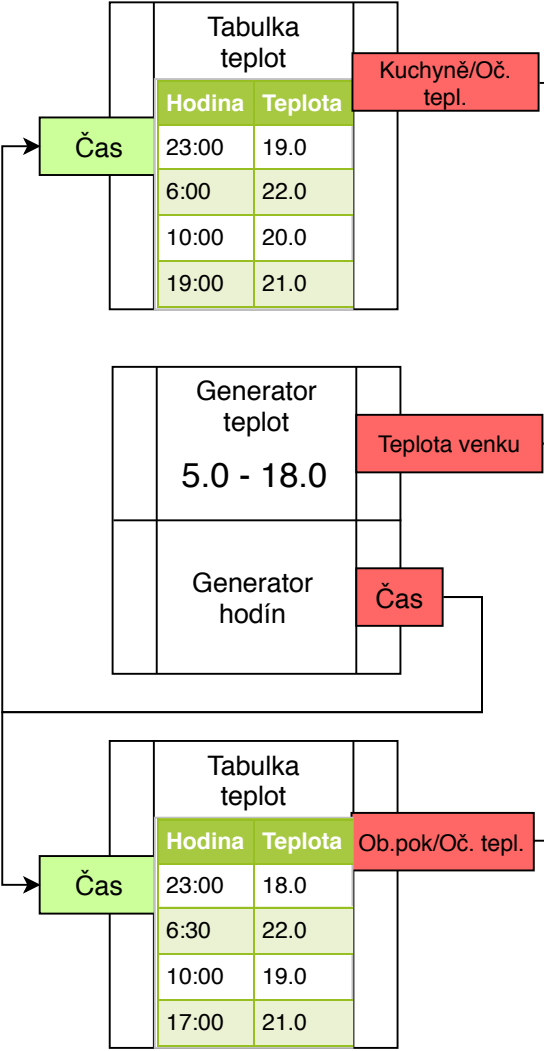 Tabulka
teplot
Kuchyně/Oč.
tepl.
Hodina Teplota
Čas
23:00 19.0
6:00 22.0
10:00 20.0
19:00 21.0
Generator
teplot
Teplota venku
5.0 - 18.0
Generator
hodín
Čas
Tabulka
teplot
Hodina Teplota
Ob.pok/Oč. tepl.
Čas
23:00 18.0
6:30 22.0
10:00 19.0
17:00 21.0